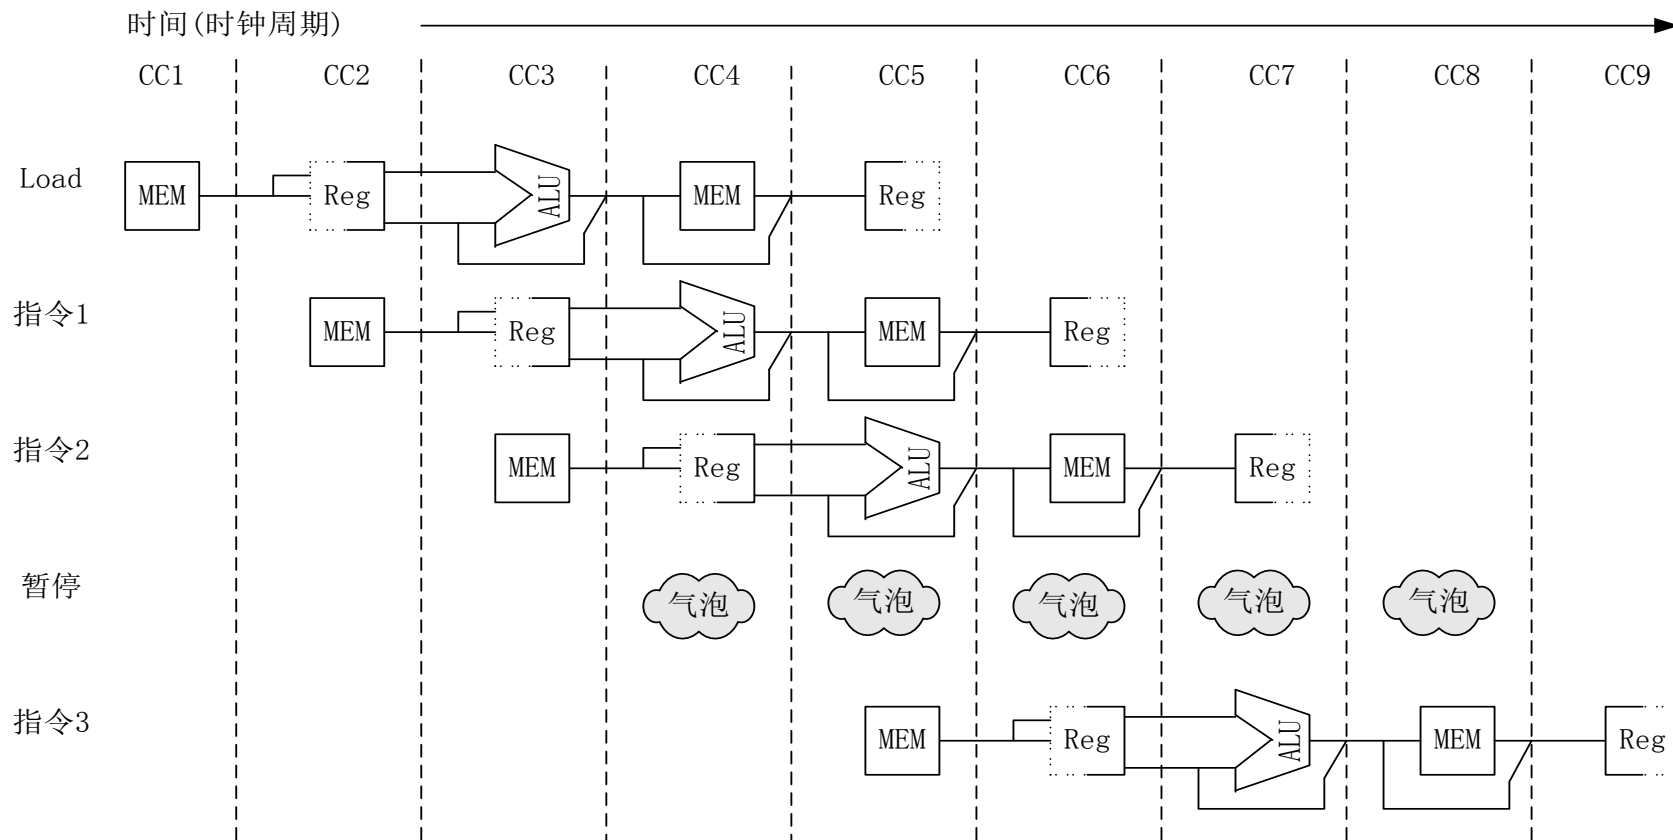 时间(时钟周期)
CC1 CC2 CC3 CC4 CC5 CC6 CC7 CC8 CC9
Load MEM Reg ALU MEM Reg
指令1 MEM Reg ALU MEM Reg
指令2 MEM Reg ALU MEM Reg
暂停 气泡 气泡 气泡 气泡 气泡
指令3 MEM Reg ALU MEM Reg